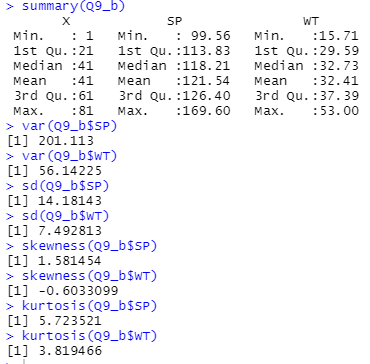 > summary(Q9_b)
X SP WT
Min. : 1 Min. : 99.56 Min. :15.71
1st Qu.:21 1st Qu.:113.83 1st Qu.:29.59
Median :41 Median :118.21 Median :32.73
Mean :41 Mean :121.54 Mean :32.41
3rd Qu.:61 3rd Qu.:126.40 3rd Qu.:37.39
Max. :81 Max. :169.60 Max. :53.00
> var(Q9_b$SP)
[1] 201.113
> var(Q9_b$WT)
[1] 56.14225
> sd(Q9_b$SP)
[1] 14.18143
> sd(Q9_b$WT)
[1] 7.492813
> skewness(Q9_b$SP)
[1] 1.581454
> skewness(Q9_b$WT)
[1] -0.6033099
> kurtosis(Q9_b$SP)
[1] 5.723521
> kurtosis(Q9_b$WT)
[1] 3.819466